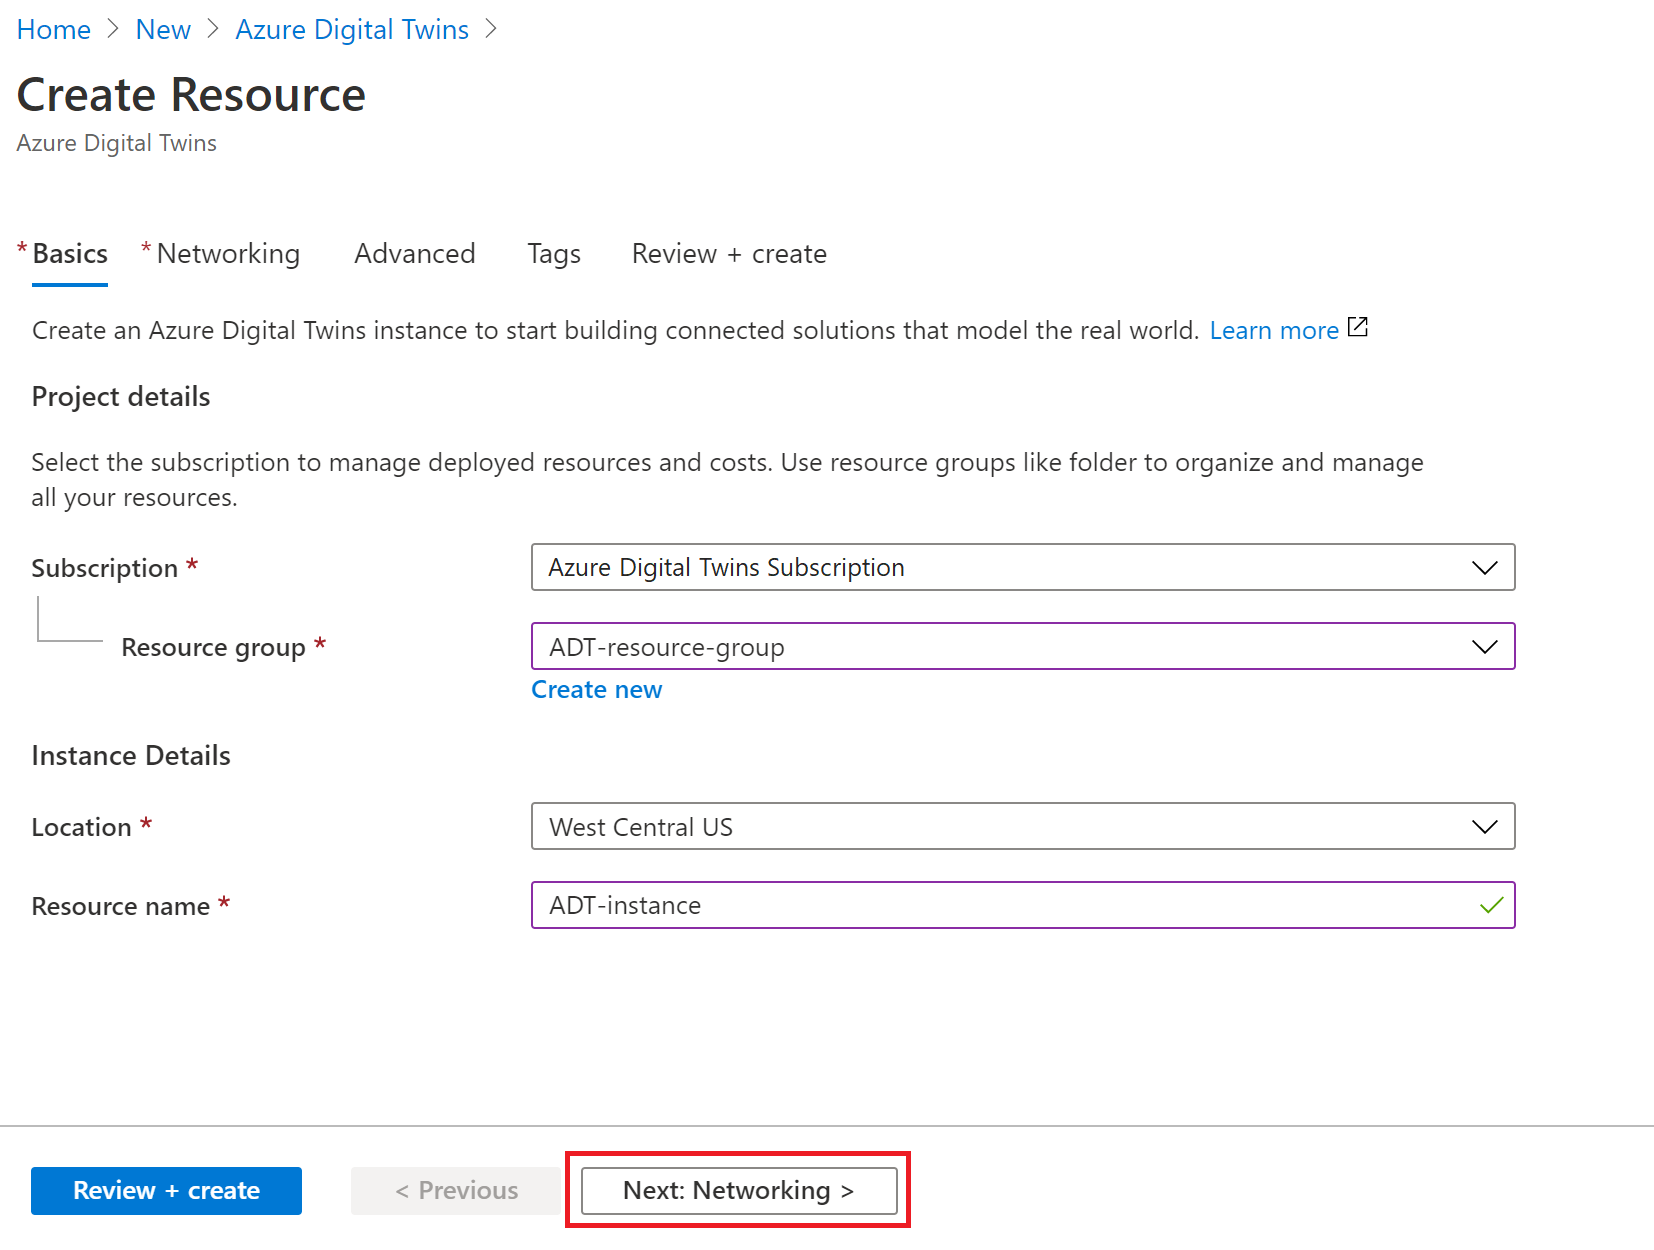 Home > New > Azure Digital Twins >
Create Resource
Azure Digital Twins
* Basics * Networking Advanced Tags Review + create
Create an Azure Digital Twins instance to start building connected solutions that model the real world. Learn more
Project details
Select the subscription to manage deployed resources and costs. Use resource groups like folder to organize and manage
all your resources.
Subscription * Azure Digital Twins Subscription
Resource group * ADT-resource-group
Create new
Instance Details
Location * West Central US
Resource name * ADT-instance
Review + create < Previous Next: Networking >